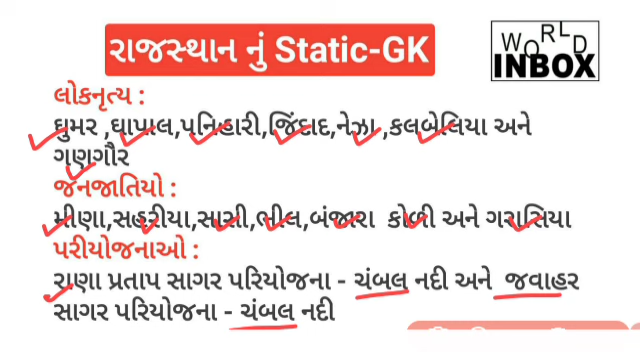 રાજસ્થાન નું Static-GK
WORLD
INBOX
લોકનૃત્ય :
ઘુમર ,ઘાપાલ,પનિહારી,જિંદાદ,નેઝા ,કલબેલિયા અને
ગણગૌર
જનજાતિયો :
મીણા,સહરીયા,સાસી,ભીલ,બંજારા કોળી અને ગરાસિયા
પરીયોજનાઓ :
રાણા પ્રતાપ સાગર પરિયોજના - ચંબલ નદી અને જવાહર
સાગર પરિયોજના - ચંબલ નદી